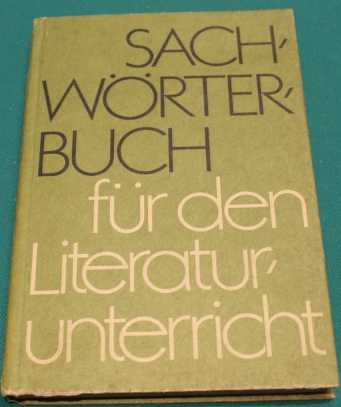 SACH-
WÖRTER-
BUCH
für den
Literatur-
unterricht